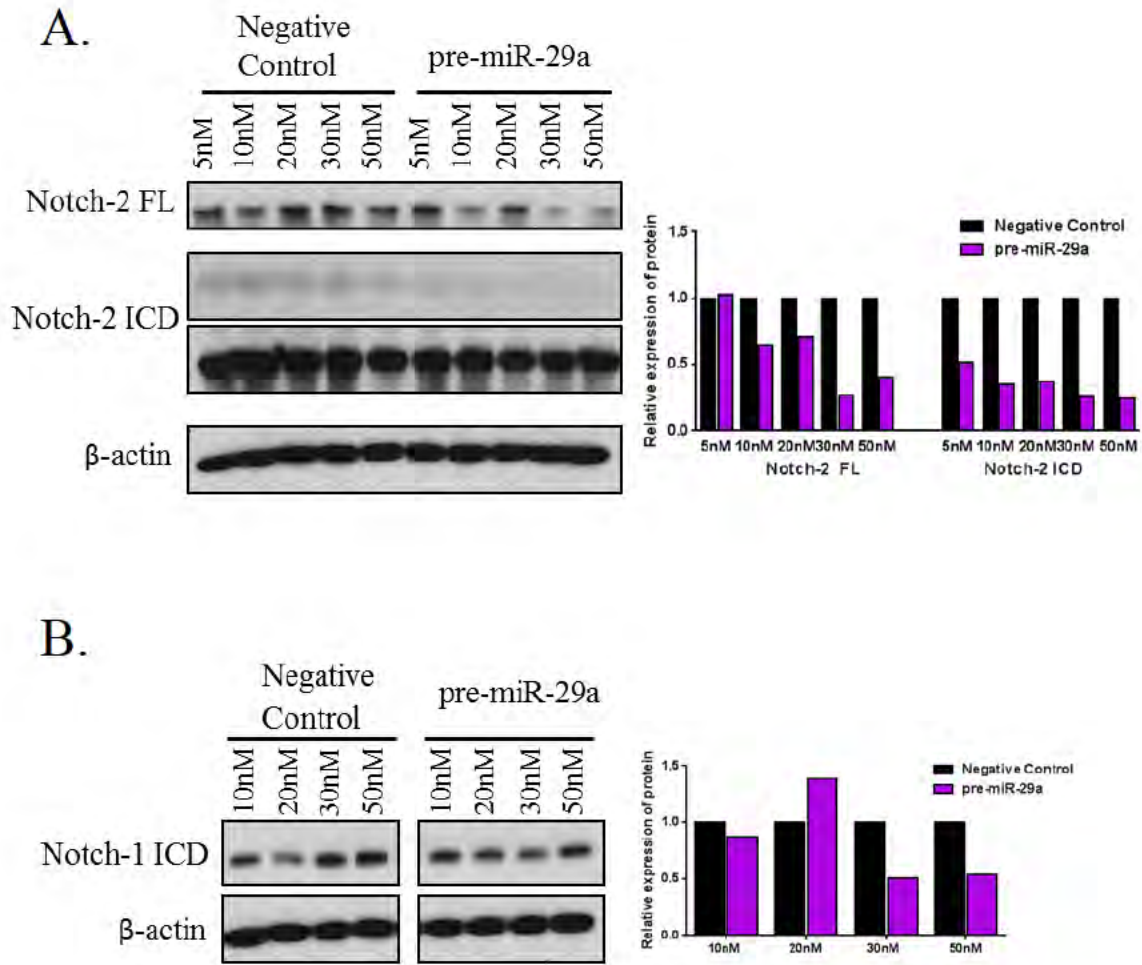 A.
Negative
Control
pre-miR-29a
5nM 10nM 20nM 30nM 50nM 5nM 10nM 20nM 30nM 50nM
Notch-2 FL
Notch-2 ICD
β-actin
Relative expression of protein
1.5
1.0
0.5
0.0
Negative Control
pre-miR-29a
5nM 10nM 20nM 30nM 50nM 5nM 10nM 20nM 30nM 50nM
Notch-2 FL Notch-2 ICD
B.
Negative
Control
pre-miR-29a
10nM 20nM 30nM 50nM 10nM 20nM 30nM 50nM
Notch-1 ICD
β-actin
Relative expression of protein
1.5
1.0
0.5
0.0
Negative Control
pre-miR-29a
10nM 20nM 30nM 50nM